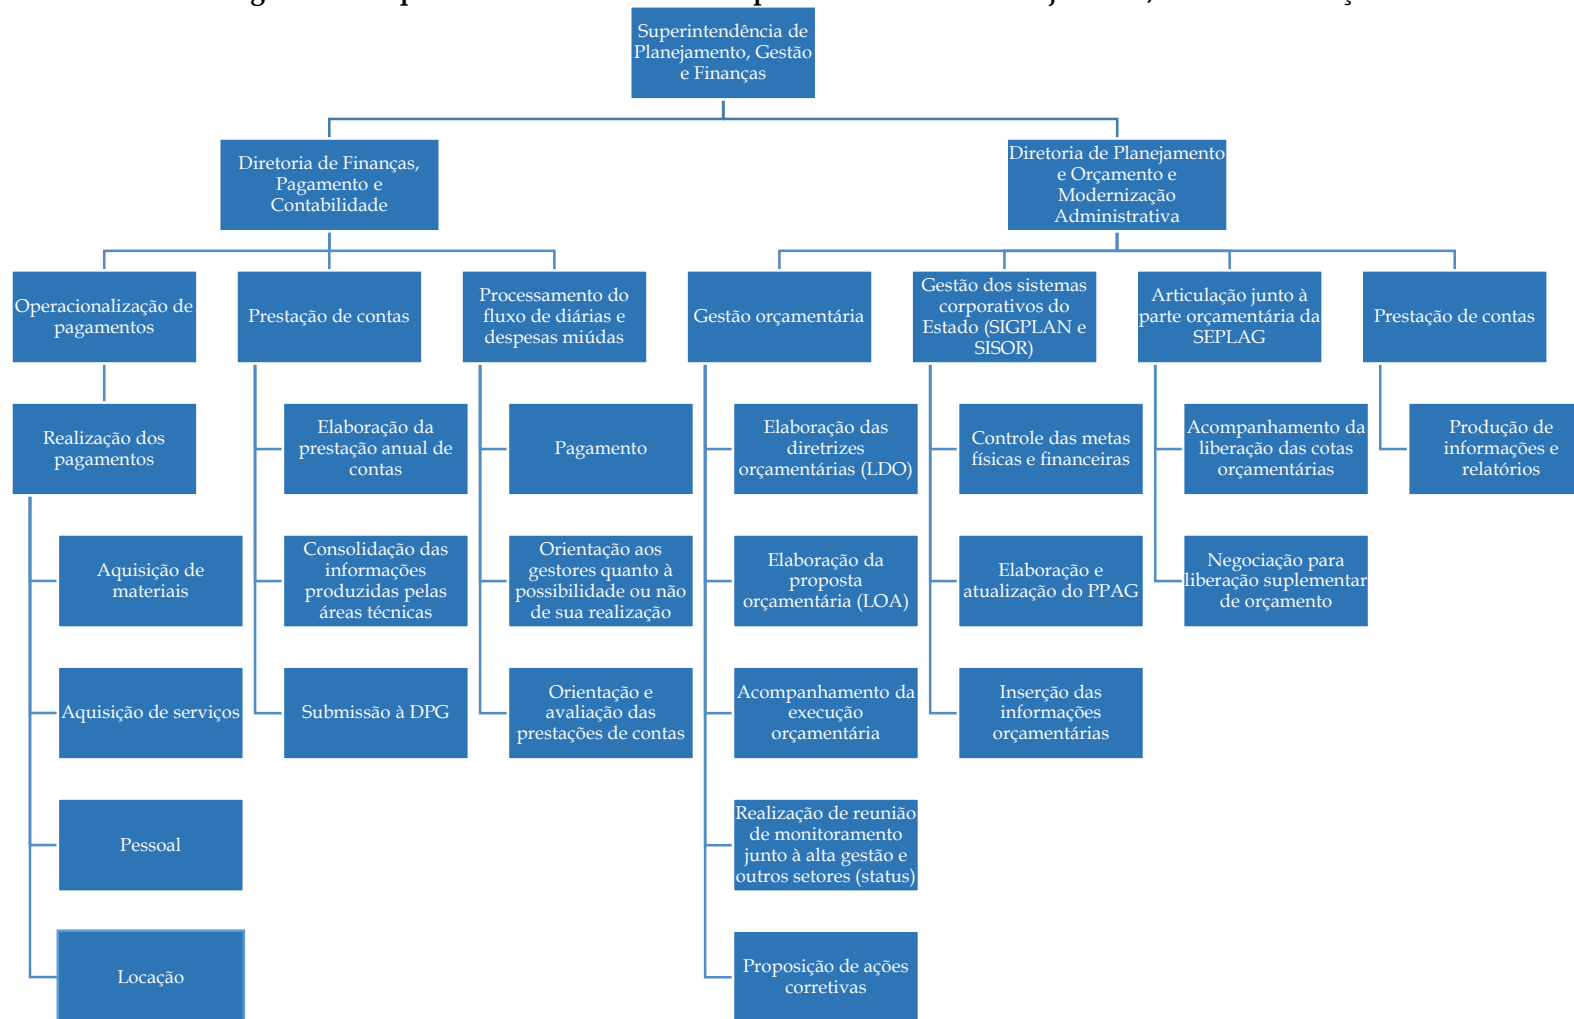 Superintendência de
Planejamento, Gestão
e Finanças
Diretoria de Finanças,
Pagamento e
Contabilidade
Diretoria de Planejamento
e Orçamento e
Modernização
Administrativa
Operacionalização de
pagamentos
Prestação de contas
Processamento do
fluxo de diárias e
despesas miúdas
Gestão orçamentária
Gestão dos sistemas
corporativos do
Estado (SIGPLAN e
SISOR)
Articulação junto à
parte orçamentária da
SEPLAG
Prestação de contas
Realização dos
pagamentos
Elaboração da
prestação anual de
contas
Pagamento
Elaboração das
diretrizes
orçamentárias (LDO)
Controle das metas
físicas e financeiras
Acompanhamento da
liberação das cotas
orçamentárias
Produção de
informações e
relatórios
Aquisição de
materiais
Consolidação das
informações
produzidas pelas
áreas técnicas
Orientação aos
gestores quanto à
possibilidade ou não
de sua realização
Elaboração da
proposta
orçamentária (LOA)
Elaboração e
atualização do PPAG
Negociação para
liberação suplementar
de orçamento
Aquisição de serviços
Submissão à DPG
Orientação e
avaliação das
prestações de contas
Acompanhamento da
execução
orçamentária
Inserção das
informações
orçamentárias
Pessoal
Realização de reunião
de monitoramento
junto à alta gestão e
outros setores (status)
Locação
Proposição de ações
corretivas